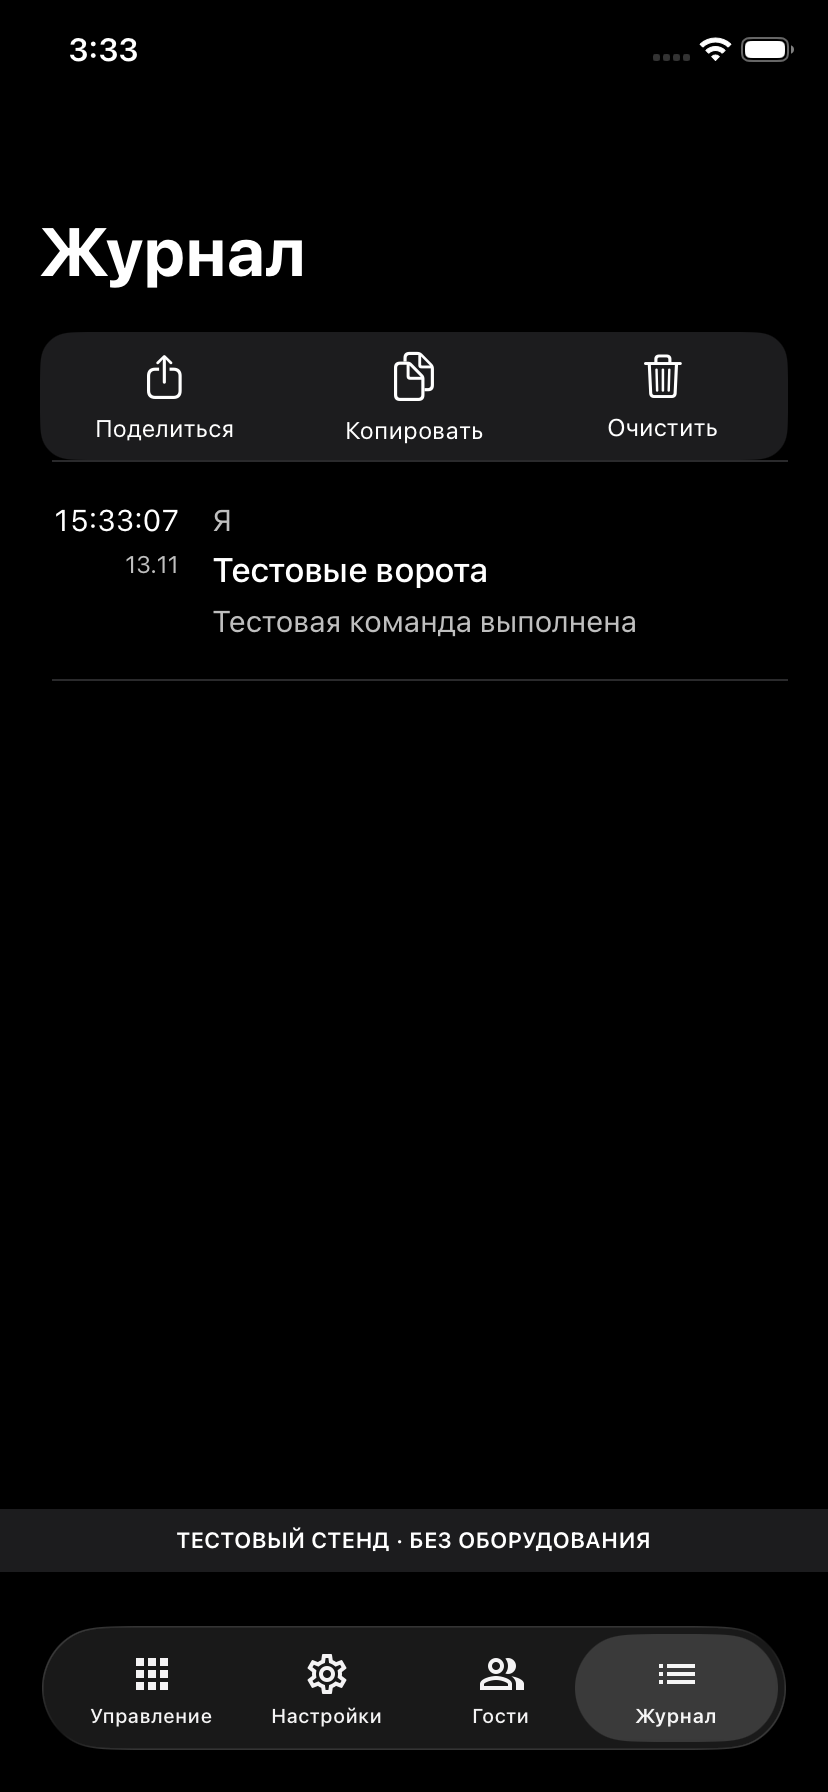 3:33
Журнал
Поделиться
Копировать
Очистить
15:33:07
Я
13.11
Тестовые ворота
Тестовая команда выполнена
ТЕСТОВЫЙ СТЕНД · БЕЗ ОБОРУДОВАНИЯ
Управление
Настройки
Гости
Журнал